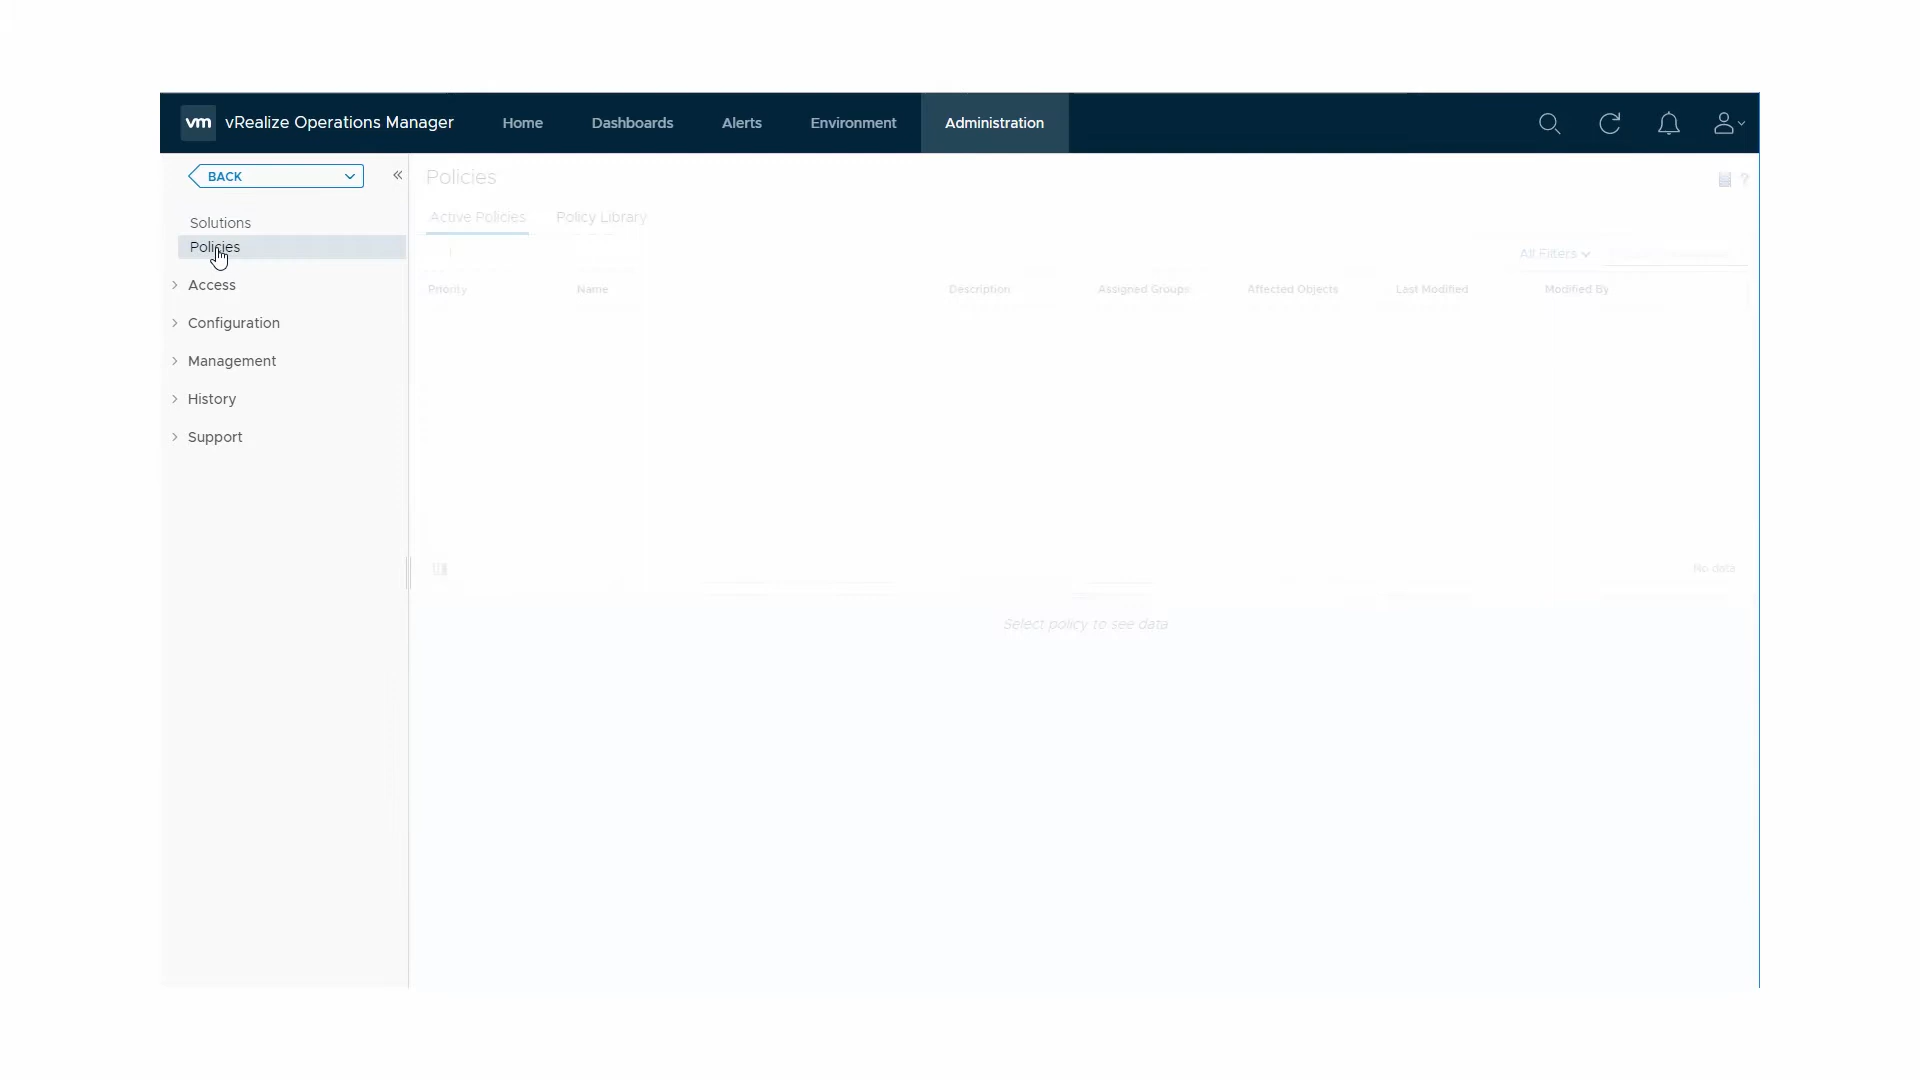 vm vRealize Operations Manager Home Dashboards Alerts Environment Administration
BACK
Policies
?
Active Policies Policy Library
Solutions
Policies
All Filters
Priority Name Description Assigned Groups Affected Objects Last Modified Modified By
Access
Configuration
Management
History
Support
No data
Select policy to see data